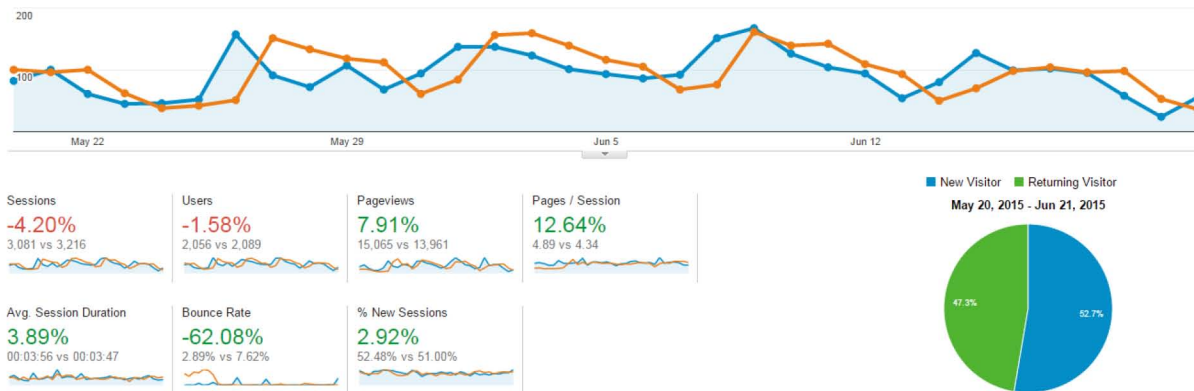 200
100
May 22
May 29
Jun 5
Jun 12
New Visitor
Returning Visitor
May 20, 2015 - Jun 21, 2015
Sessions
-4.20%
3,081 vs 3,216
Users
-1.58%
2,056 vs 2,089
Pageviews
7.91%
15,065 vs 13,961
Pages / Session
12.64%
4.89 vs 4.34
47.3%
52.7%
Avg. Session Duration
3.89%
00:03:56 vs 00:03:47
Bounce Rate
-62.08%
2.89% vs 7.62%
% New Sessions
2.92%
52.48% vs 51.00%